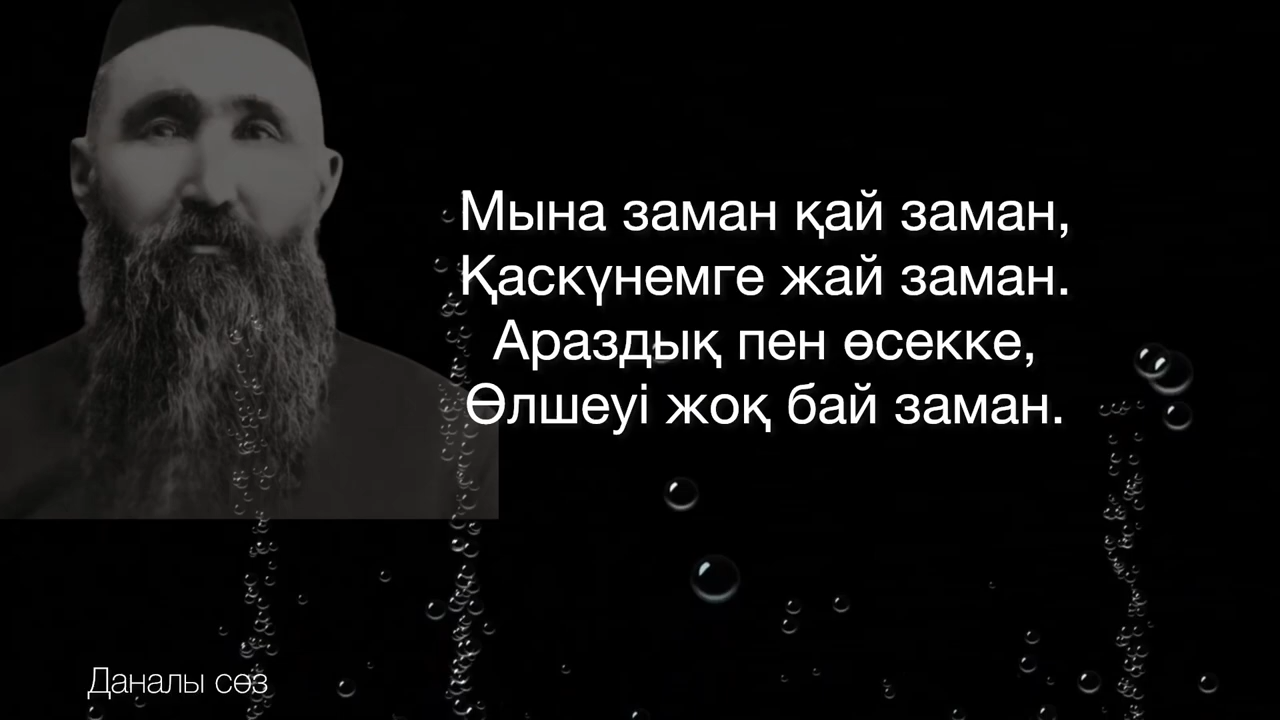 Мына заман қай заман,
Қаскүнемге жай заман.
Араздық пен өсекке,
Өлшеуі жоқ бай заман.
Даналы сөз